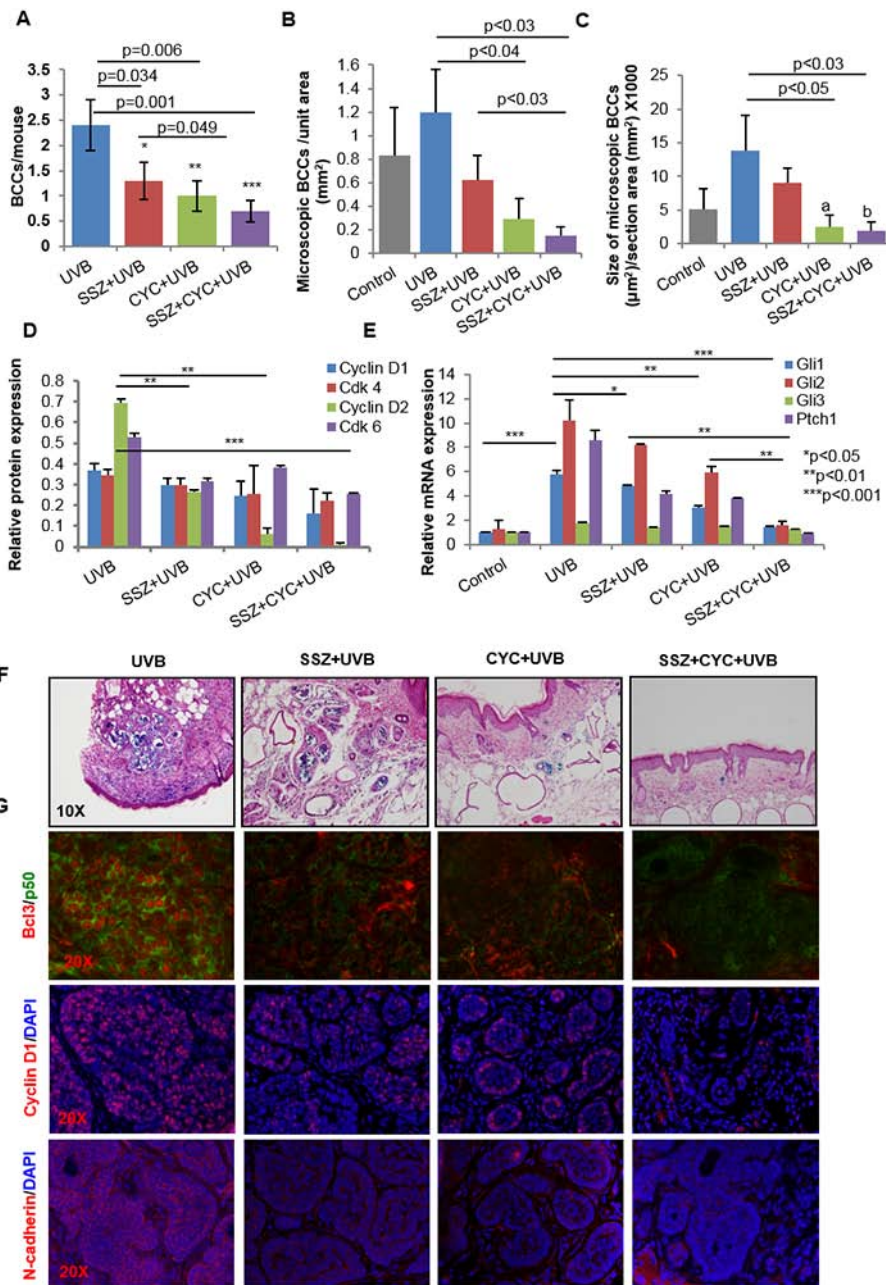 A
p=0.006
p=0.034
p=0.001
p=0.049
BCCs/mouse
3.5
3
2.5
2
1.5
1
0.5
0
*
**
***
UVB
SSZ+UVB
CYC+UVB
SSZ+CYC+UVB
B
p<0.03
p<0.04
p<0.03
Microscopic BCCs /unit area
(mm²)
1.6
1.4
1.2
1
0.8
0.6
0.4
0.2
0
Control
UVB
SSZ+UVB
CYC+UVB
SSZ+CYC+UVB
C
p<0.03
p<0.05
Size of microscopic BCCs
(µm²)/section area (mm²) X1000
25
20
15
10
5
0
a
b
Control
UVB
SSZ+UVB
CYC+UVB
SSZ+CYC+UVB
D
Relative protein expression
0.8
0.7
0.6
0.5
0.4
0.3
0.2
0.1
0
**
**
***
Cyclin D1
Cdk 4
Cyclin D2
Cdk 6
UVB
SSZ+UVB
CYC+UVB
SSZ+CYC+UVB
E
Relative mRNA expression
14
12
10
8
6
4
2
0
***
**
*
***
**
**
Gli1
Gli2
Gli3
Ptch1
*p<0.05
**p<0.01
***p<0.001
Control
UVB
SSZ+UVB
CYC+UVB
SSZ+CYC+UVB
UVB
SSZ+UVB
CYC+UVB
SSZ+CYC+UVB
F
10X
G
Bcl3/p50
20X
Cyclin D1/DAPI
20X
N-cadherin/DAPI
20X